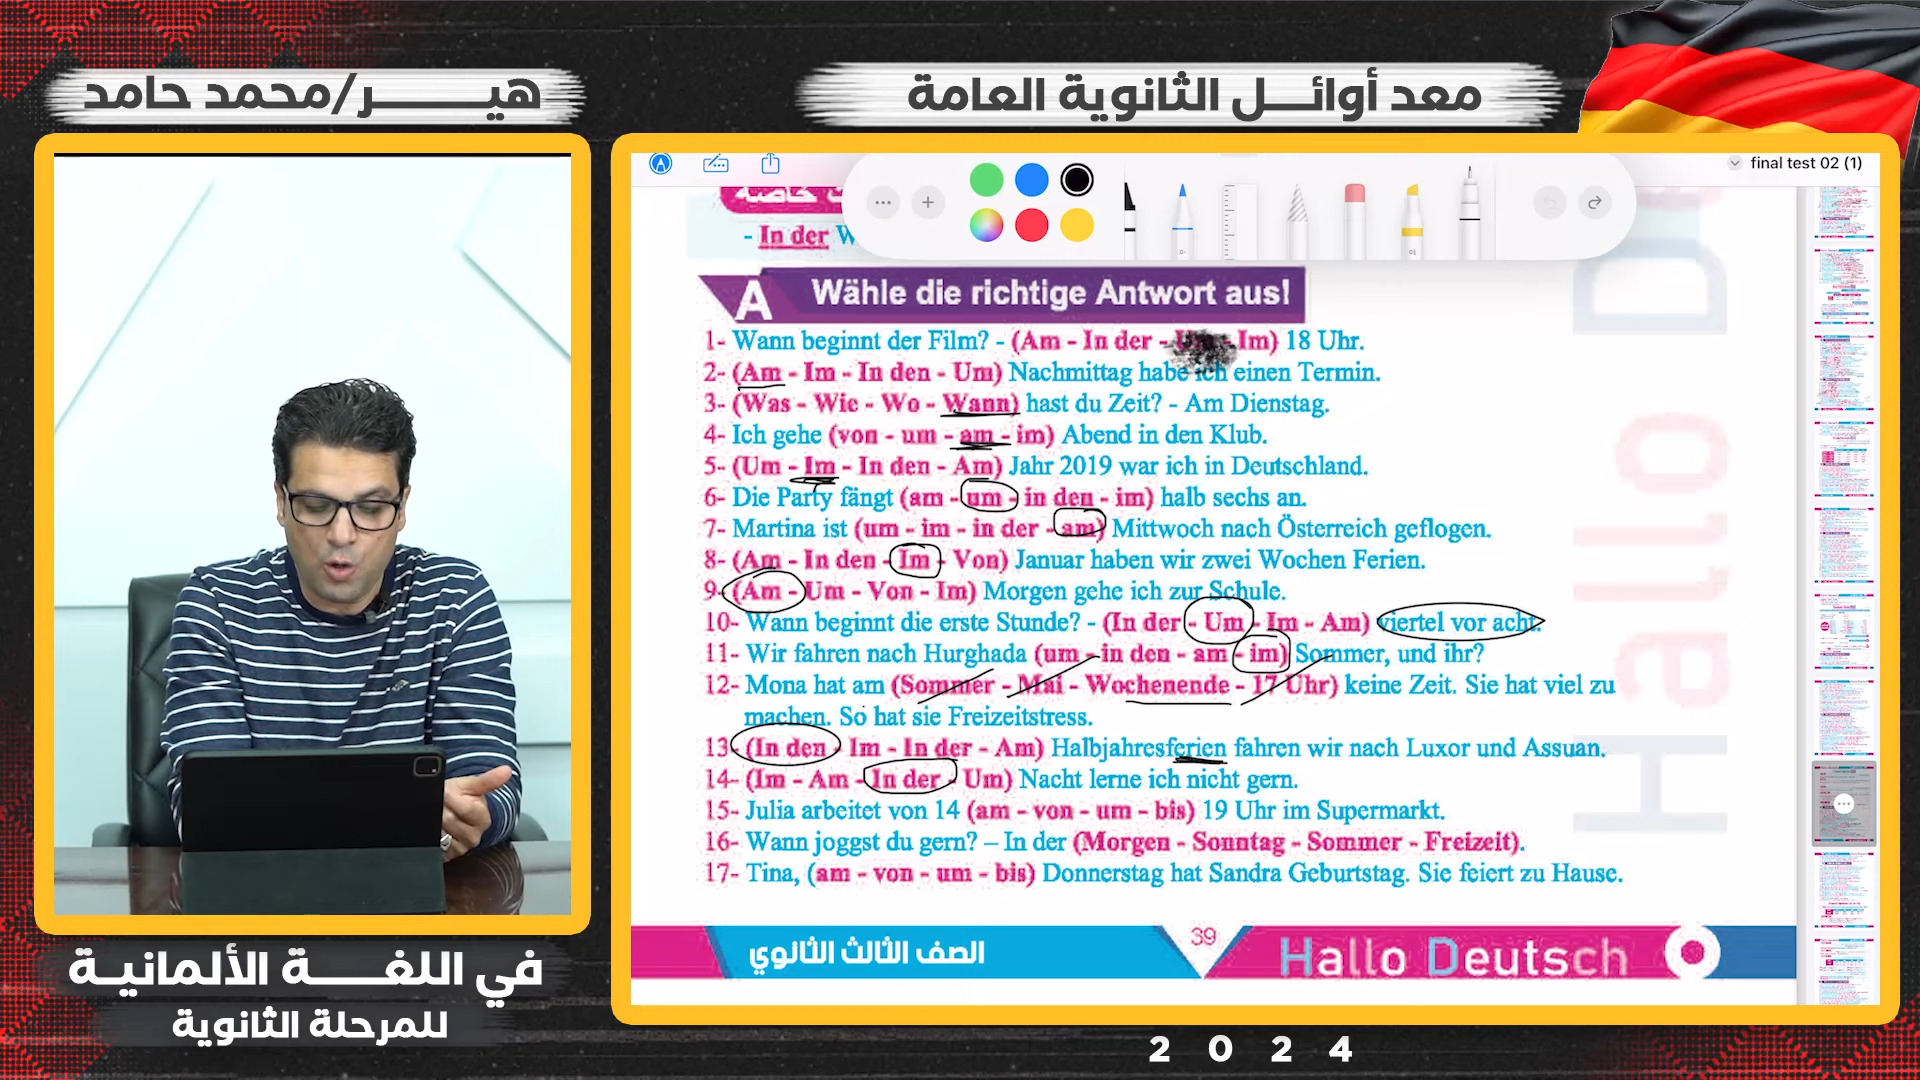 هيـــــر/محمد حامد
معد أوائـــل الثانوية العامة
final test 02 (1)
- In der
A Wähle die richtige Antwort aus!
1- Wann beginnt der Film? - (Am - In der - Um - Im) 18 Uhr.
2- (Am - Im - In den - Um) Nachmittag habe ich einen Termin.
3- (Was - Wie - Wo - Wann) hast du Zeit? - Am Dienstag.
4- Ich gehe (von - um - am - im) Abend in den Klub.
5- (Um - Im - In den - Am) Jahr 2019 war ich in Deutschland.
6- Die Party fängt (am - um - in den - im) halb sechs an.
7- Martina ist (um - im - in der - am) Mittwoch nach Österreich geflogen.
8- (Am - In den - Im - Von) Januar haben wir zwei Wochen Ferien.
9- (Am - Um - Von - Im) Morgen gehe ich zur Schule.
10- Wann beginnt die erste Stunde? - (In der - Um - Im - Am) viertel vor acht.
11- Wir fahren nach Hurghada (um - in den - am - im) Sommer, und ihr?
12- Mona hat am (Sommer - Mai - Wochenende - 17 Uhr) keine Zeit. Sie hat viel zu
machen. So hat sie Freizeitstress.
13- (In den - Im - In der - Am) Halbjahresferien fahren wir nach Luxor und Assuan.
14- (Im - Am - In der - Um) Nacht lerne ich nicht gern.
15- Julia arbeitet von 14 (am - von - um - bis) 19 Uhr im Supermarkt.
16- Wann joggst du gern? – In der (Morgen - Sonntag - Sommer - Freizeit).
17- Tina, (am - von - um - bis) Donnerstag hat Sandra Geburtstag. Sie feiert zu Hause.
الصف الثالث الثانوي
39
Hallo Deutsch
Hallo
في اللغـــة الألمانيـة
للمرحلة الثانوية
2024